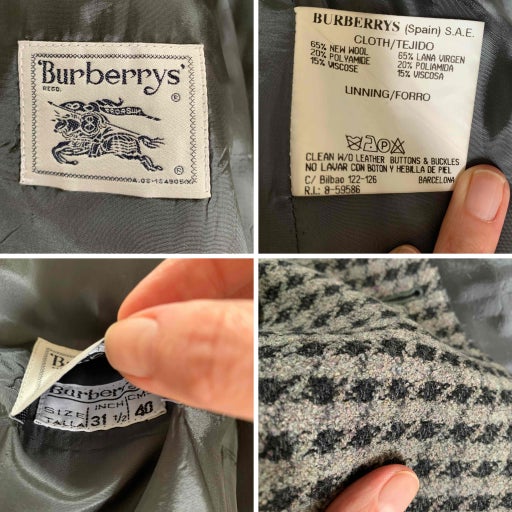 'Burberrys'
REGD.
®
®
BURBERRYS (Spain) S.A.E.
CLOTH/TEJIDO
65% NEW WOOL 65% LANA VIRGEN
20% POLYAMIDE 20% POLIAMIDA
15% VISCOSE 15% VISCOSA
LINNING/FORRO
CLEAN W/O LEATHER BUTTONS & BUCKLES
NO LAVAR CON BOTON Y HEBILLA DE PIEL
C/ Bilbao 122-126 BARCELONA
R.I.: 8-59586
Burberrys
INCH CM
SIZE
TALLA 31 1/2 40